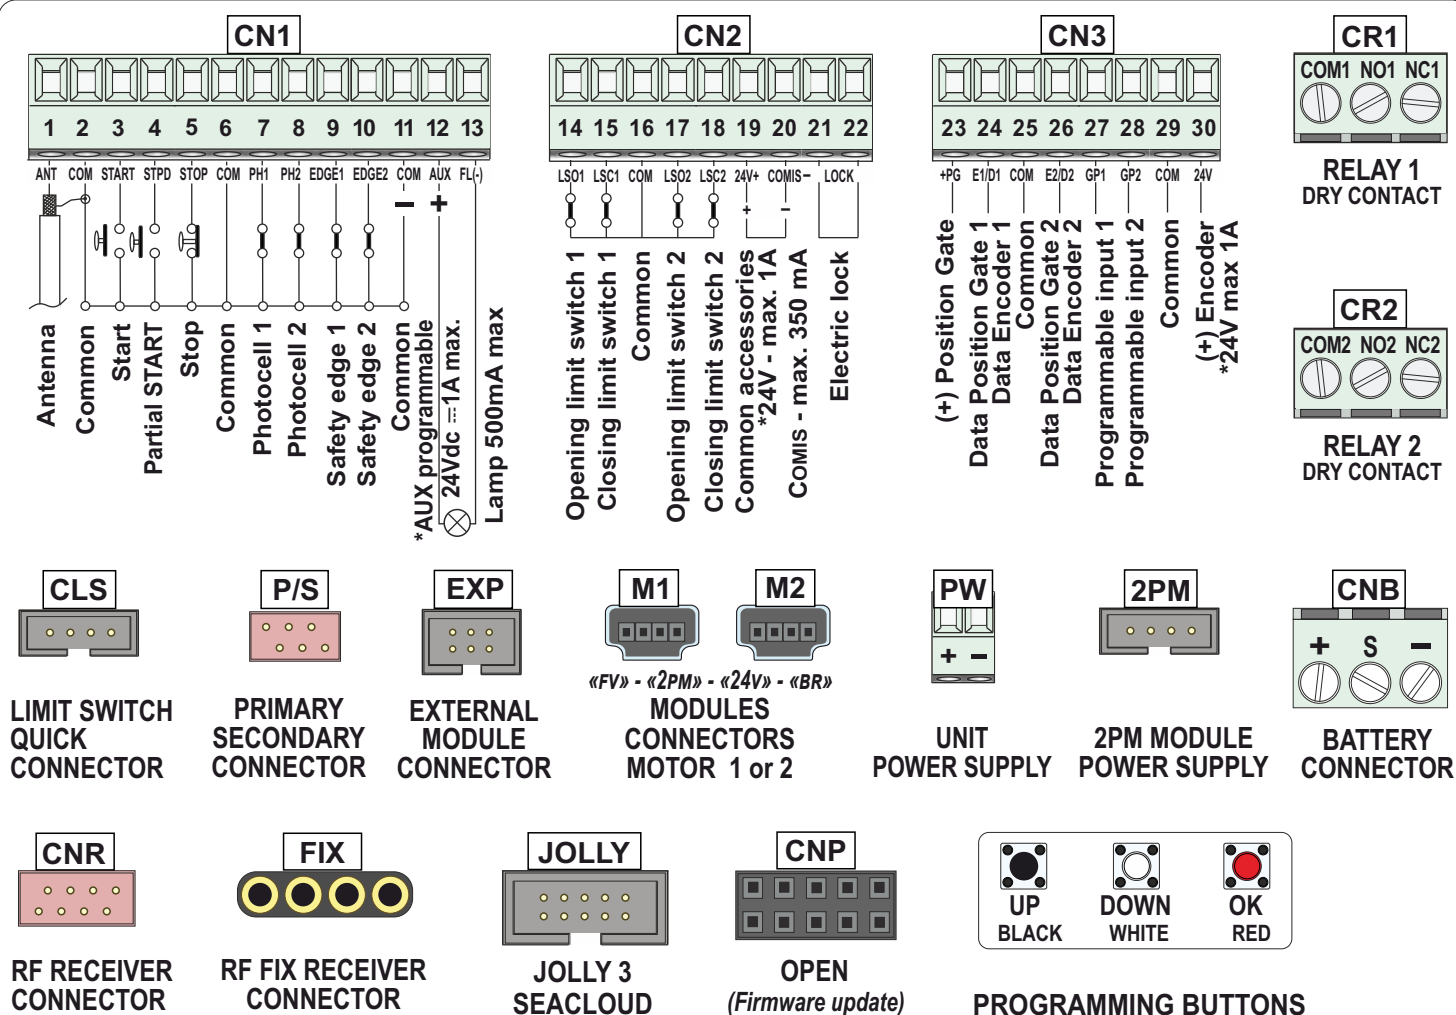 CN1
1 2 3 4 5 6 7 8 9 10 11 12 13
ANT COM START STPD STOP COM PH1 PH2 EDGE1 EDGE2 COM AUX FL(-)
− +
Antenna
Common
Start
Partial START
Stop
Common
Photocell 1
Photocell 2
Safety edge 1
Safety edge 2
Common
*AUX programmable
24Vdc ⎓1A max.
Lamp 500mA max
CN2
14 15 16 17 18 19 20 21 22
LSO1 LSC1 COM LSO2 LSC2 24V+ COMIS− LOCK
+ −
Opening limit switch 1
Closing limit switch 1
Common
Opening limit switch 2
Closing limit switch 2
Common accessories
*24V - max. 1A
COMIS - max. 350 mA
Electric lock
CN3
23 24 25 26 27 28 29 30
+PG E1/D1 COM E2/D2 GP1 GP2 COM 24V
(+) Position Gate
Data Position Gate 1
Data Encoder 1
Common
Data Position Gate 2
Data Encoder 2
Programmable input 1
Programmable input 2
Common
(+) Encoder
*24V max 1A
CR1
COM1 NO1 NC1
RELAY 1
DRY CONTACT
CR2
COM2 NO2 NC2
RELAY 2
DRY CONTACT
CLS
LIMIT SWITCH
QUICK
CONNECTOR
P/S
PRIMARY
SECONDARY
CONNECTOR
EXP
EXTERNAL
MODULE
CONNECTOR
M1 M2
«FV» - «2PM» - «24V» - «BR»
MODULES
CONNECTORS
MOTOR 1 or 2
PW
+ −
UNIT
POWER SUPPLY
2PM
2PM MODULE
POWER SUPPLY
CNB
+ S −
BATTERY
CONNECTOR
CNR
RF RECEIVER
CONNECTOR
FIX
RF FIX RECEIVER
CONNECTOR
JOLLY
JOLLY 3
SEACLOUD
CNP
OPEN
(Firmware update)
UP DOWN OK
BLACK WHITE RED
PROGRAMMING BUTTONS